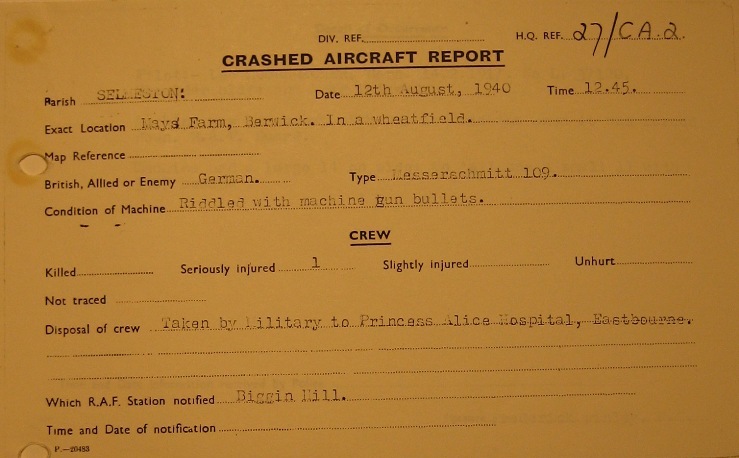 DIV. REF. H.Q. REF. 27/CA.2.
CRASHED AIRCRAFT REPORT
Parish SELMESTON: Date 12th August, 1940 Time 12.45.
Exact Location Mays Farm, Berwick. In a wheatfield.
Map Reference
British, Allied or Enemy German. Type Messerschmitt 109.
Condition of Machine Riddled with machine gun bullets.
CREW
Killed Seriously injured 1 Slightly injured Unhurt
Not traced
Disposal of crew Taken by Military to Princess Alice Hospital, Eastbourne.
Which R.A.F. Station notified Biggin Hill.
Time and Date of notification
P.—20483